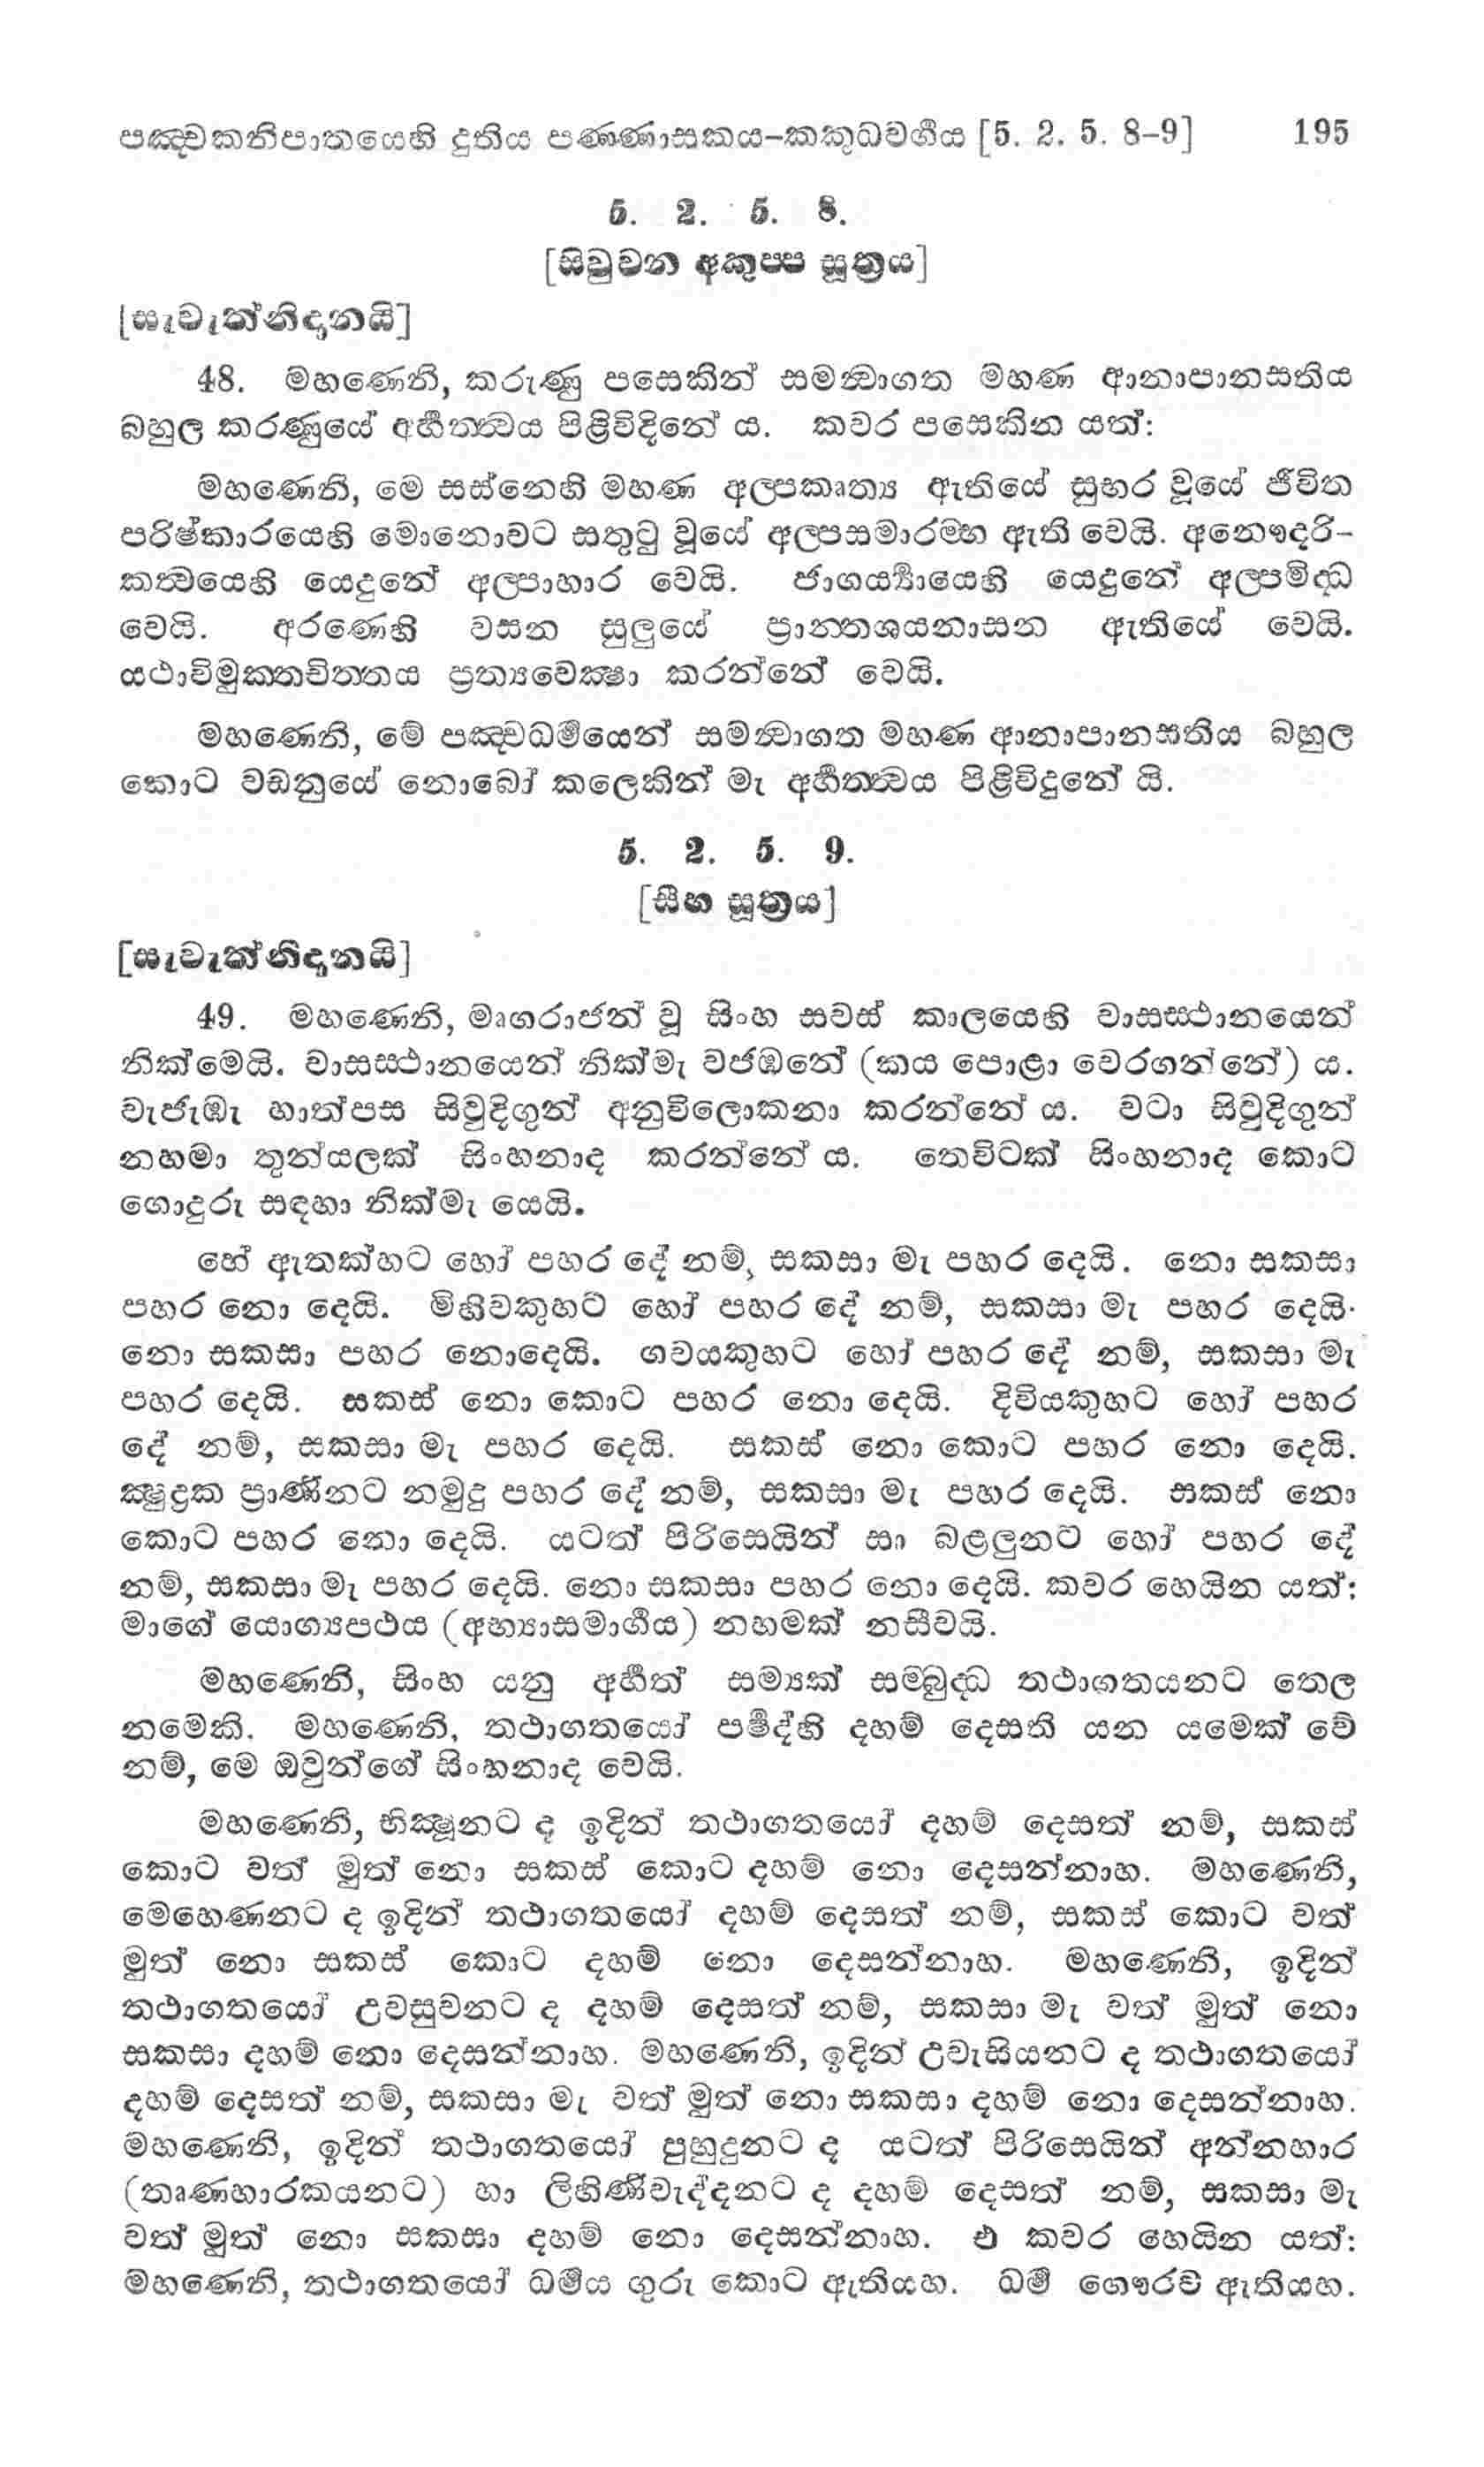 පඤ්චකනිපාතයෙහි දුතිය පණ්ණාසකය-කකුධවර්‍ගය [5. 2. 5. 8-9] 195
5. 2. 5. 8.
[සිවුවන අකුප්ප සූත්‍රය]
[සැවැත්නිදානයි]
48. මහණෙනි, කරුණු පසෙකින් සමන්‍වාගත මහණ ආනාපානසතිය
බහුල කරණුයේ අර්‍හත්ත්‍වය පිළිවිදිනේ ය. කවර පසෙකින යත්:
මහණෙනි, මෙ සස්නෙහි මහණ අල්පකෘත්‍ය ඇතියේ සුභර වූයේ ජීවිත
පරිෂ්කාරයෙහි මොනොවට සතුටු වූයේ අල්පසමාරම්භ ඇති වෙයි. අනෞදරි-
කත්‍වයෙහි යෙදුනේ අල්පාහාර වෙයි. ජාගර්‍ය්‍යායෙහි යෙදුනේ අල්පමිද්ධ
වෙයි. අරණෙහි වසන සුලුයේ ප්‍රාන්තශයනාසන ඇතියේ වෙයි.
යථාවිමුක්තචිත්තය ප්‍රත්‍යවෙක්‍ෂා කරන්නේ වෙයි.
මහණෙනි, මේ පඤ්චධර්‍මයෙන් සමන්‍වාගත මහණ ආනාපානසතිය බහුල
කොට වඩනුයේ නොබෝ කලෙකින් මැ අර්‍හත්ත්‍වය පිළිවිදුනේ යි.
5. 2. 5. 9.
[සීහ සූත්‍රය]
[සැවැත්නිදානයි]
49. මහණෙනි, මෘගරාජන් වූ සිංහ සවස් කාලයෙහි වාසස්ථානයෙන්
නික්මෙයි. වාසස්ථානයෙන් නික්මැ වජඹනේ (කය පොළා වෙරගන්නේ) ය.
වැජැඹැ හාත්පස සිවුදිගුන් අනුවිලොකනා කරන්නේ ය. වටා සිවුදිගුන්
නහමා තුන්යලක් සිංහනාද කරන්නේ ය. තෙවිටක් සිංහනාද කොට
ගොදුරු සඳහා නික්මැ යෙයි.
හේ ඇතක්හට හෝ පහර දේ නම්, සකසා මැ පහර දෙයි. නො සකසා
පහර නො දෙයි. මිහිවකුහට හෝ පහර දේ නම්, සකසා මැ පහර දෙයි.
නො සකසා පහර නොදෙයි. ගවයකුහට හෝ පහර දේ නම්, සකසා මැ
පහර දෙයි. සකස් නො කොට පහර නො දෙයි. දිවියකුහට හෝ පහර
දේ නම්, සකසා මැ පහර දෙයි. සකස් නො කොට පහර නො දෙයි.
ක්‍ෂුද්‍රක ප්‍රාණීනට නමුදු පහර දේ නම්, සකසා මැ පහර දෙයි. සකස් නො
කොට පහර නො දෙයි. යටත් පිරිසෙයින් සා බළලුනට හෝ පහර දේ
නම්, සකසා මැ පහර දෙයි. නො සකසා පහර නො දෙයි. කවර හෙයින යත්:
මාගේ යොග්‍යපථය (අභ්‍යාසමාර්‍ගය) නහමක් නසීවයි.
මහණෙනි, සිංහ යනු අර්‍හත් සම්‍යක් සම්බුද්ධ තථාගතයනට තෙල
නමෙකි. මහණෙනි, තථාගතයෝ පර්‍ෂද්හි දහම් දෙසති යන යමෙක් වේ
නම්, මෙ ඔවුන්ගේ සිංහනාද වෙයි.
මහණෙනි, භික්‍ෂූනට ද ඉදින් තථාගතයෝ දහම් දෙසත් නම්, සකස්
කොට වත් මුත් නො සකස් කොට දහම් නො දෙසන්නාහ. මහණෙනි,
මෙහෙණනට ද ඉදින් තථාගතයෝ දහම් දෙසත් නම්, සකස් කොට වත්
මුත් නො සකස් කොට දහම් නො දෙසන්නාහ. මහණෙනි, ඉදින්
තථාගතයෝ උවසුවනට ද දහම් දෙසත් නම්, සකසා මැ වත් මුත් නො
සකසා දහම් නො දෙසන්නාහ. මහණෙනි, ඉදින් උවැසියනට ද තථාගතයෝ
දහම් දෙසත් නම්, සකසා මැ වත් මුත් නො සකසා දහම් නො දෙසන්නාහ.
මහණෙනි, ඉදින් තථාගතයෝ පුහුදුනට ද යටත් පිරිසෙයින් අන්නහාර
(තෘණහාරකයනට) හා ලිහිණිවැද්දනට ද දහම් දෙසත් නම්, සකසා මැ
වත් මුත් නො සකසා දහම් නො දෙසන්නාහ. එ කවර හෙයින යත්:
මහණෙනි, තථාගතයෝ ධර්‍මය ගුරු කොට ඇතියහ. ධර්‍ම ගෞරව ඇතියහ.